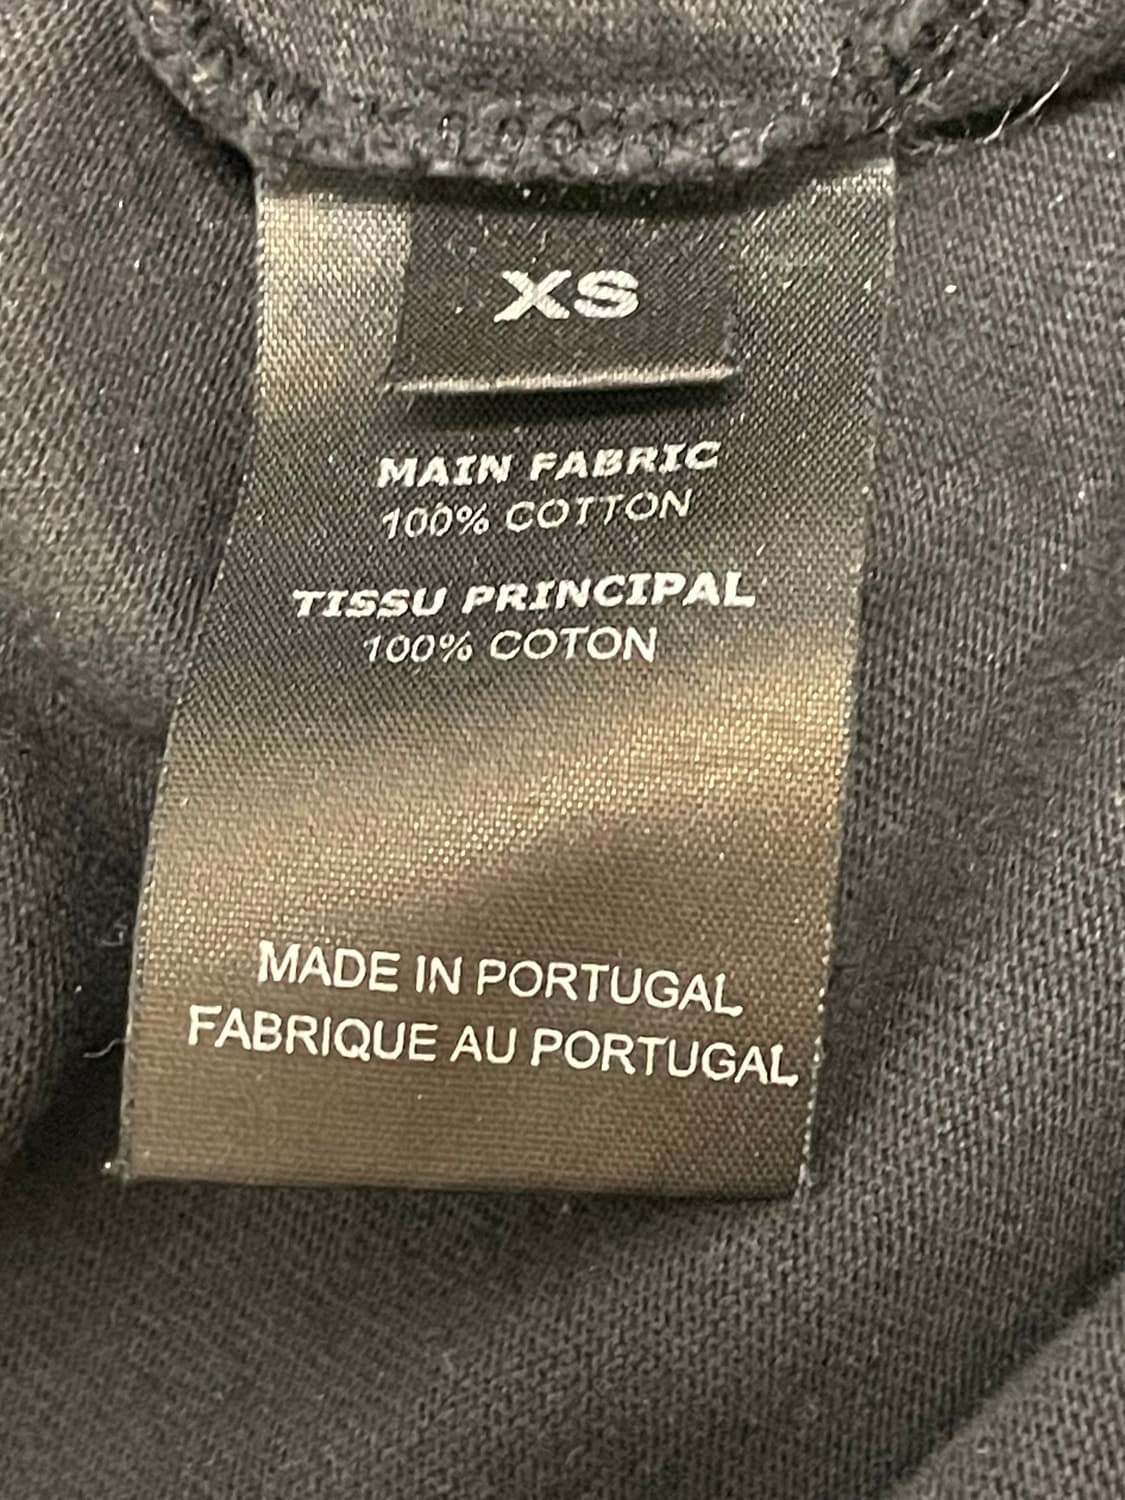 XS
MAIN FABRIC
100% COTTON
TISSU PRINCIPAL
100% COTON
MADE IN PORTUGAL
FABRIQUE AU PORTUGAL